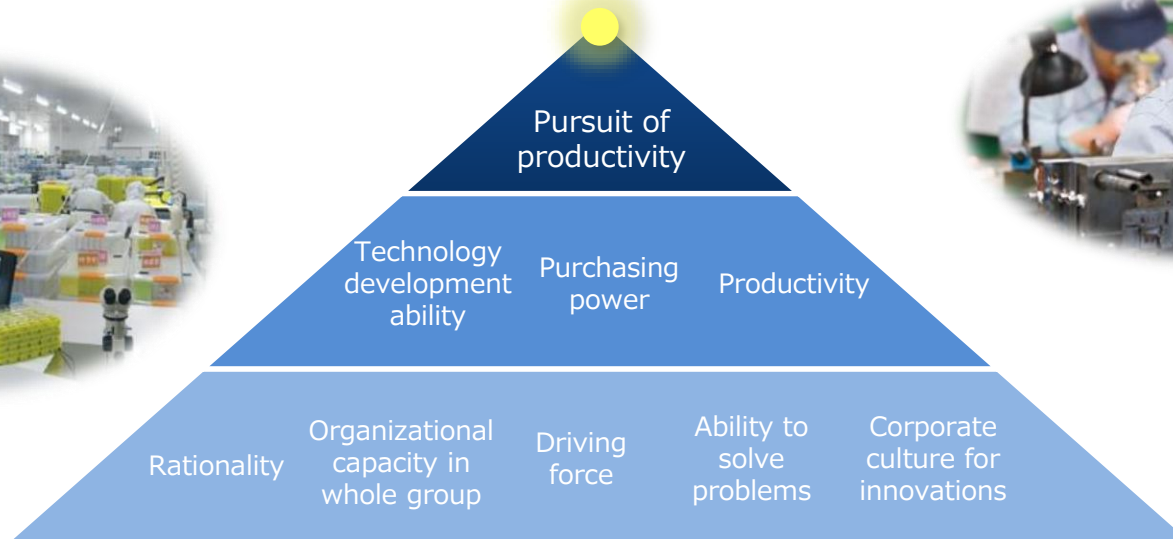 Pursuit of
productivity
Technology
development
ability
Purchasing
power
Productivity
Rationality
Organizational
capacity in
whole group
Driving
force
Ability to
solve
problems
Corporate
culture for
innovations